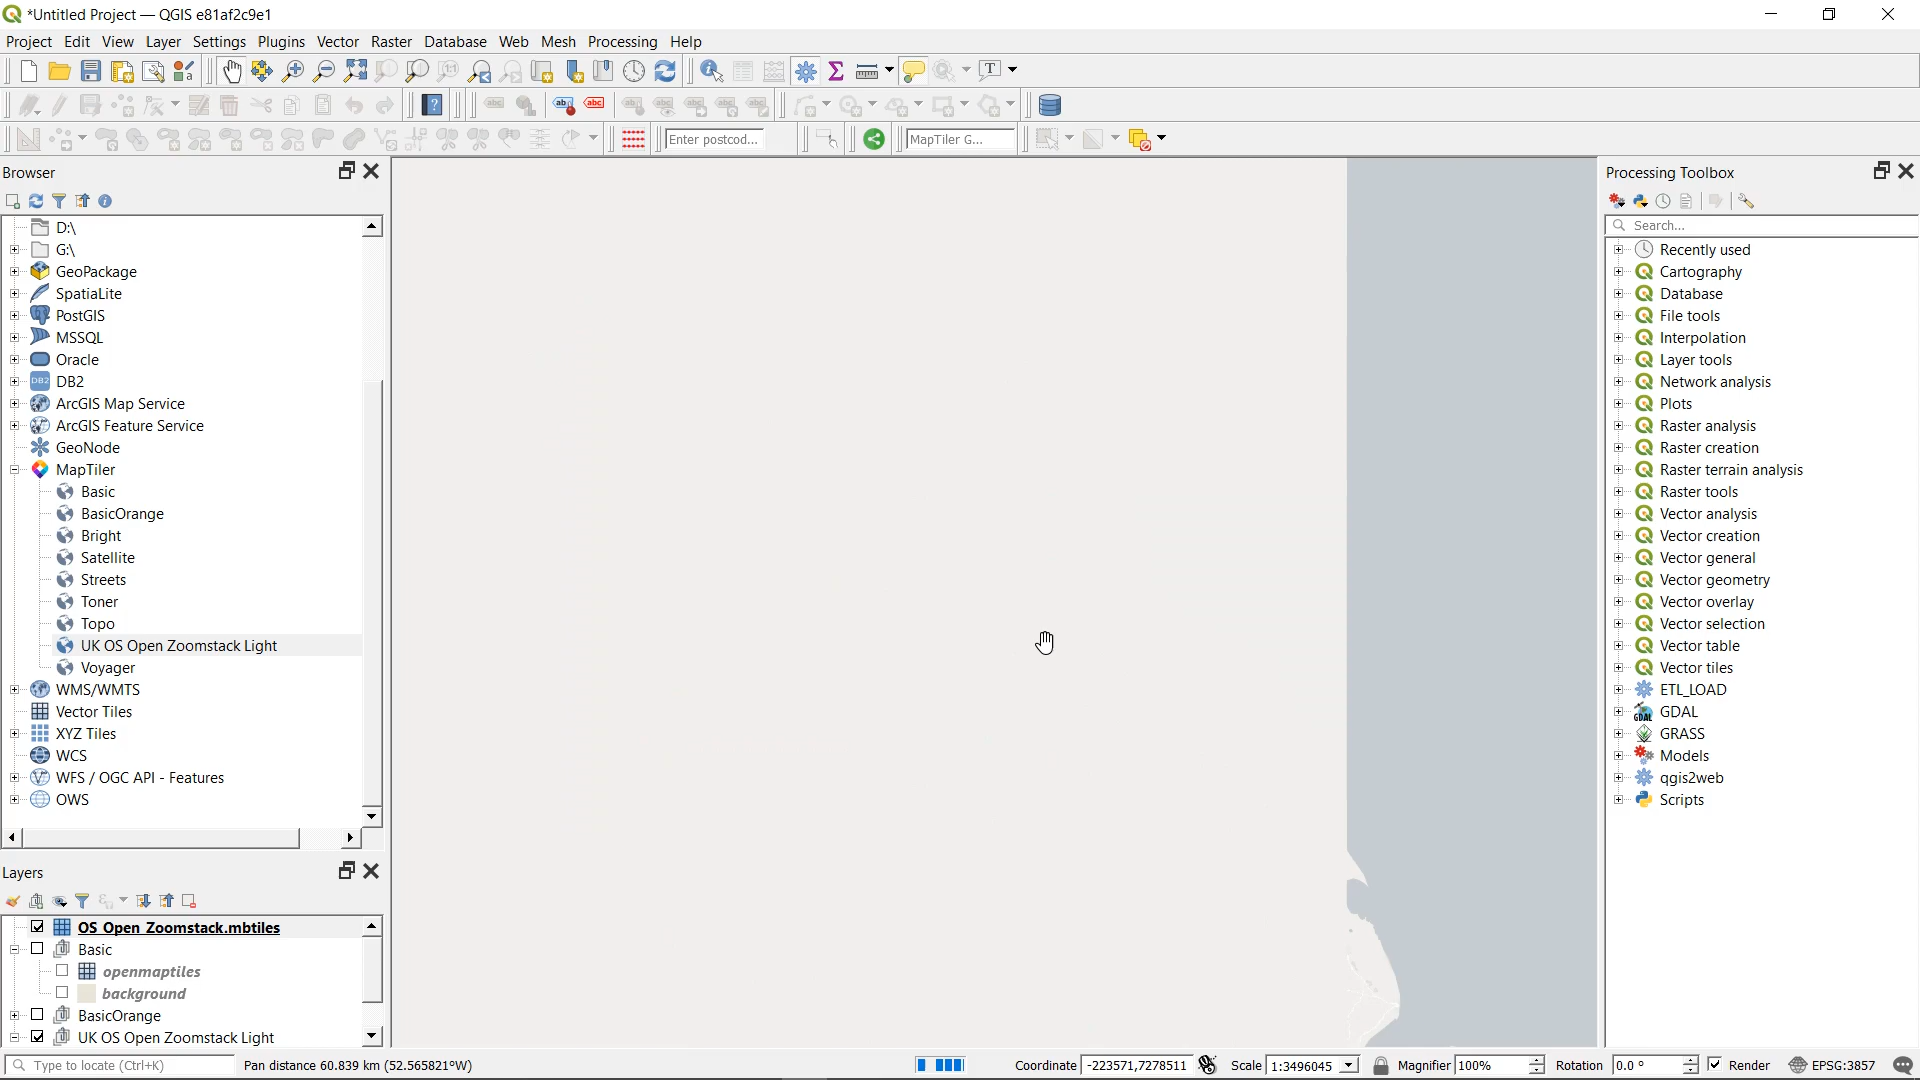 *Untitled Project — QGIS e81af2c9e1
Project Edit View Layer Settings Plugins Vector Raster Database Web Mesh Processing Help
Enter postcod...
MapTiler G...
Browser
D:\
G:\
GeoPackage
SpatiaLite
PostGIS
MSSQL
Oracle
DB2
ArcGIS Map Service
ArcGIS Feature Service
GeoNode
MapTiler
Basic
BasicOrange
Bright
Satellite
Streets
Toner
Topo
UK OS Open Zoomstack Light
Voyager
WMS/WMTS
Vector Tiles
XYZ Tiles
WCS
WFS / OGC API - Features
OWS
Layers
OS Open Zoomstack.mbtiles
Basic
openmaptiles
background
BasicOrange
UK OS Open Zoomstack Light
Processing Toolbox
Search...
Recently used
Cartography
Database
File tools
Interpolation
Layer tools
Network analysis
Plots
Raster analysis
Raster creation
Raster terrain analysis
Raster tools
Vector analysis
Vector creation
Vector general
Vector geometry
Vector overlay
Vector selection
Vector table
Vector tiles
ETL_LOAD
GDAL
GRASS
Models
qgis2web
Scripts
Type to locate (Ctrl+K) Pan distance 60.839 km (52.565821°W) Coordinate -223571,7278511 Scale 1:3496045 Magnifier 100% Rotation 0.0 ° Render EPSG:3857